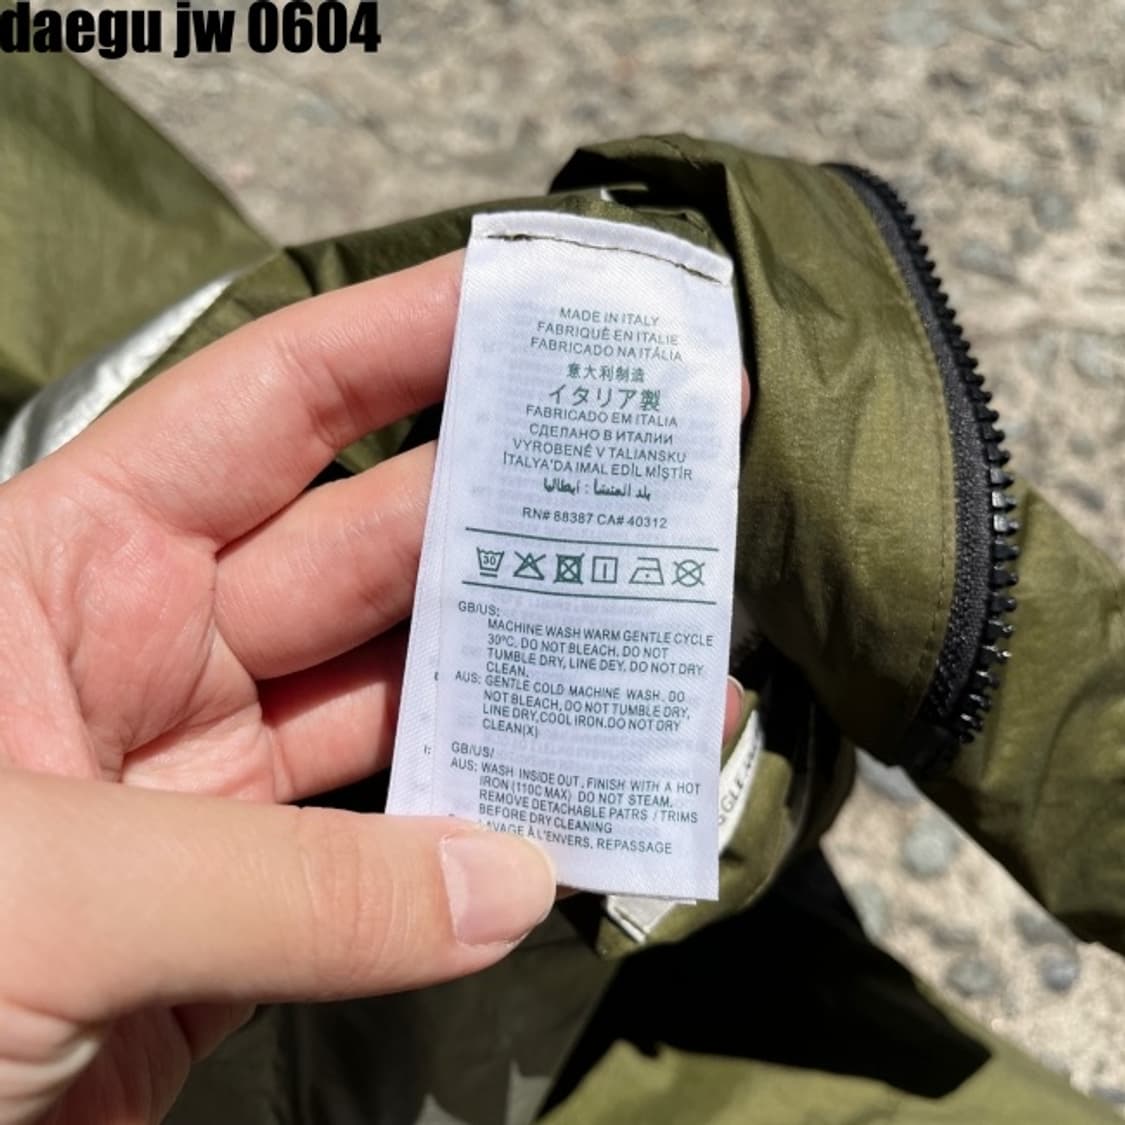 daegu jw 0604
MADE IN ITALY
FABRIQUÉ EN ITALIE
FABRICADO NA ITÁLIA
意大利制造
イタリア製
FABRICADO EM ITALIA
СДЕЛАНО В ИТАЛИИ
VYROBENÉ V TALIANSKU
İTALYA'DA IMAL EDİL MİŞTİR
بلد المنشأ : إيطاليا
RN# 88387 CA# 40312
30
GB/US:
MACHINE WASH WARM GENTLE CYCLE
30°C. DO NOT BLEACH. DO NOT
TUMBLE DRY, LINE DEY. DO NOT DRY
CLEAN.
AUS: GENTLE COLD MACHINE WASH. DO
NOT BLEACH, DO NOT TUMBLE DRY,
LINE DRY,COOL IRON.DO NOT DRY
CLEAN(X)
GB/US/
AUS: WASH INSIDE OUT . FINISH WITH A HOT
IRON (110C MAX) DO NOT STEAM.
REMOVE DETACHABLE PATRS / TRIMS
BEFORE DRY CLEANING
LAVAGE À L'ENVERS, REPASSAGE